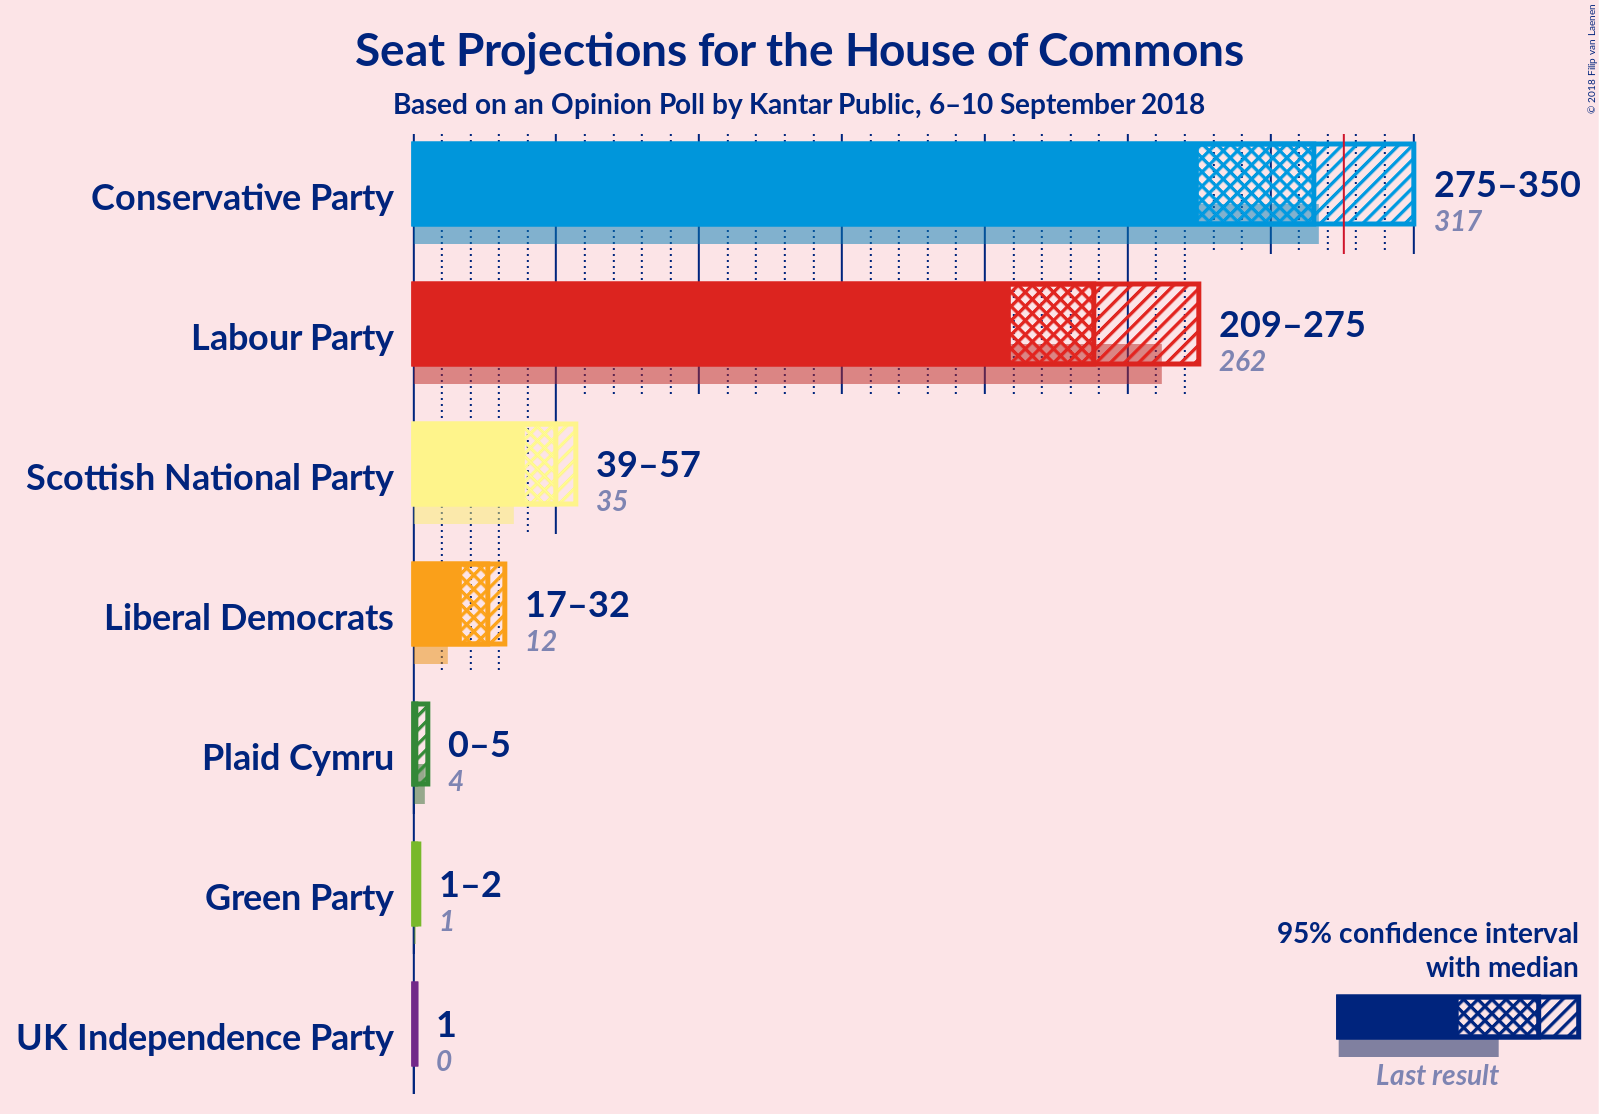 Seat Projections for the House of Commons
Based on an Opinion Poll by Kantar Public, 6–10 September 2018
© 2018 Filip van Laenen
Conservative Party
275–350
317
Labour Party
209–275
262
Scottish National Party
39–57
35
Liberal Democrats
17–32
12
Plaid Cymru
0–5
4
Green Party
1–2
1
UK Independence Party
1
0
95% confidence interval
with median
Last result